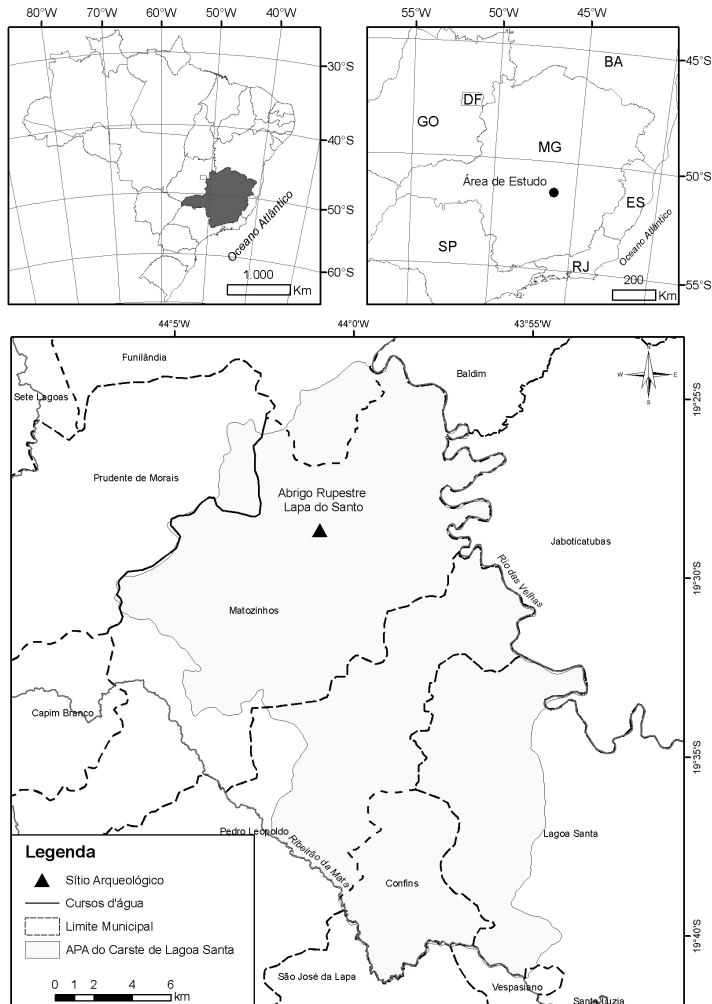 80°W 60°W 50°W 40°W
30°S
40°S
50°S
60°S
Oceano Atlântico
1.000
Km
55°W 50°W 45°W
45°S
50°S
55°S
BA
DF
GO
MG
Área de Estudo
ES
SP
RJ
Oceano Atlântico
200
Km
44°5'0 44°0'0 43°55'0
19°25'S
19°30'S
19°35'S
19°40'S
N
W E
S
Funilândia
Baldim
Sete Lagoas
Prudente de Morais
Abrigo Rupestre
Lapa do Santo
Jaboticatubas
Rio das Velhas
Matozinhos
Capim Branco
Pedro Leopoldo
Ribeirão da Mata
Lagoa Santa
Confins
São José da Lapa
Vespasiano
Santa Luzia
Legenda
Sítio Arqueológico
Cursos d'água
Limite Municipal
APA do Carste de Lagoa Santa
0 1 2 4 6
km